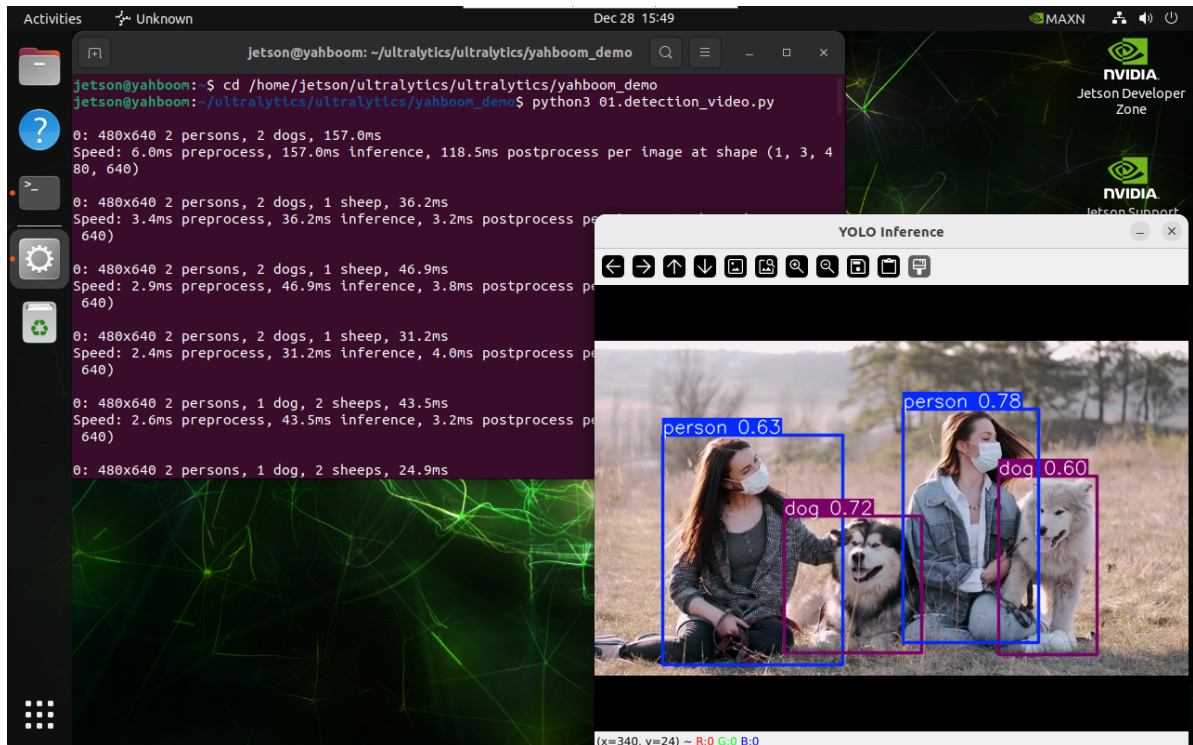 Activities Unknown Dec 28 15:49 MAXN
jetson@yahboom: ~/ultralytics/ultralytics/yahboom_demo
jetson@yahboom:~$ cd /home/jetson/ultralytics/ultralytics/yahboom_demo
jetson@yahboom:~/ultralytics/ultralytics/yahboom_demo$ python3 01.detection_video.py
0: 480x640 2 persons, 2 dogs, 157.0ms
Speed: 6.0ms preprocess, 157.0ms inference, 118.5ms postprocess per image at shape (1, 3, 4
80, 640)
0: 480x640 2 persons, 2 dogs, 1 sheep, 36.2ms
Speed: 3.4ms preprocess, 36.2ms inference, 3.2ms postprocess pe
640)
0: 480x640 2 persons, 2 dogs, 1 sheep, 46.9ms
Speed: 2.9ms preprocess, 46.9ms inference, 3.8ms postprocess pe
640)
0: 480x640 2 persons, 2 dogs, 1 sheep, 31.2ms
Speed: 2.4ms preprocess, 31.2ms inference, 4.0ms postprocess pe
640)
0: 480x640 2 persons, 1 dog, 2 sheeps, 43.5ms
Speed: 2.6ms preprocess, 43.5ms inference, 3.2ms postprocess pe
640)
0: 480x640 2 persons, 1 dog, 2 sheeps, 24.9ms
NVIDIA.
Jetson Developer
Zone
NVIDIA.
Jetson Support
YOLO Inference
person 0.78
person 0.63
dog 0.60
dog 0.72
(x=340, y=24) ~ R:0 G:0 B:0